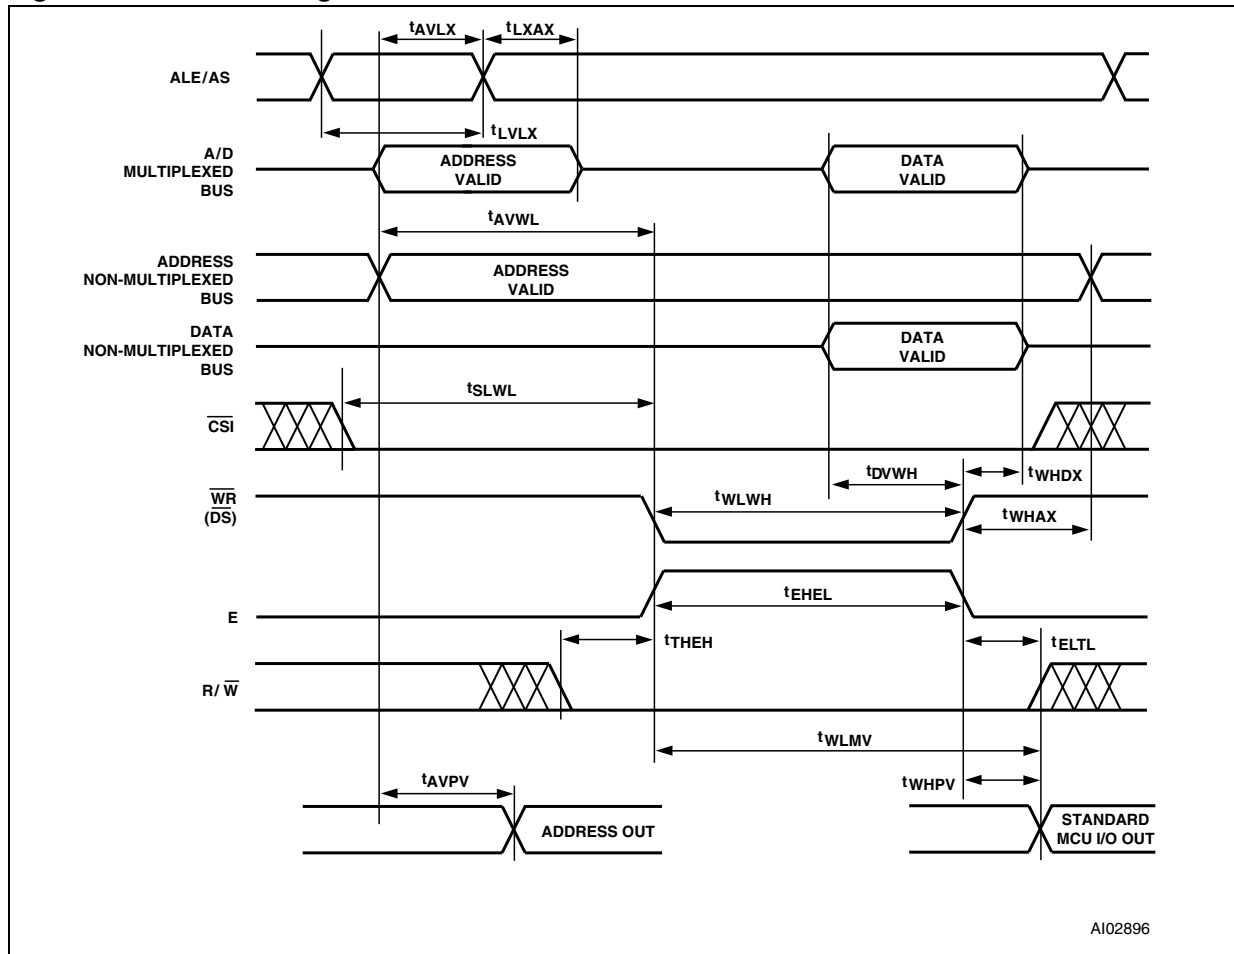 tAVLX
tLXAX
ALE/AS
tLVLX
A/D
MULTIPLEXED
BUS
ADDRESS
VALID
DATA
VALID
tAVWL
ADDRESS
NON-MULTIPLEXED
BUS
ADDRESS
VALID
DATA
NON-MULTIPLEXED
BUS
DATA
VALID
tSLWL
CSI
tDVWH
tWHDX
WR
(DS)
tWLWH
tWHAX
tEHEL
E
tTHEH
tELTL
R/ W
tWLMV
tAVPV
tWHPV
ADDRESS OUT
STANDARD
MCU I/O OUT
AI02896